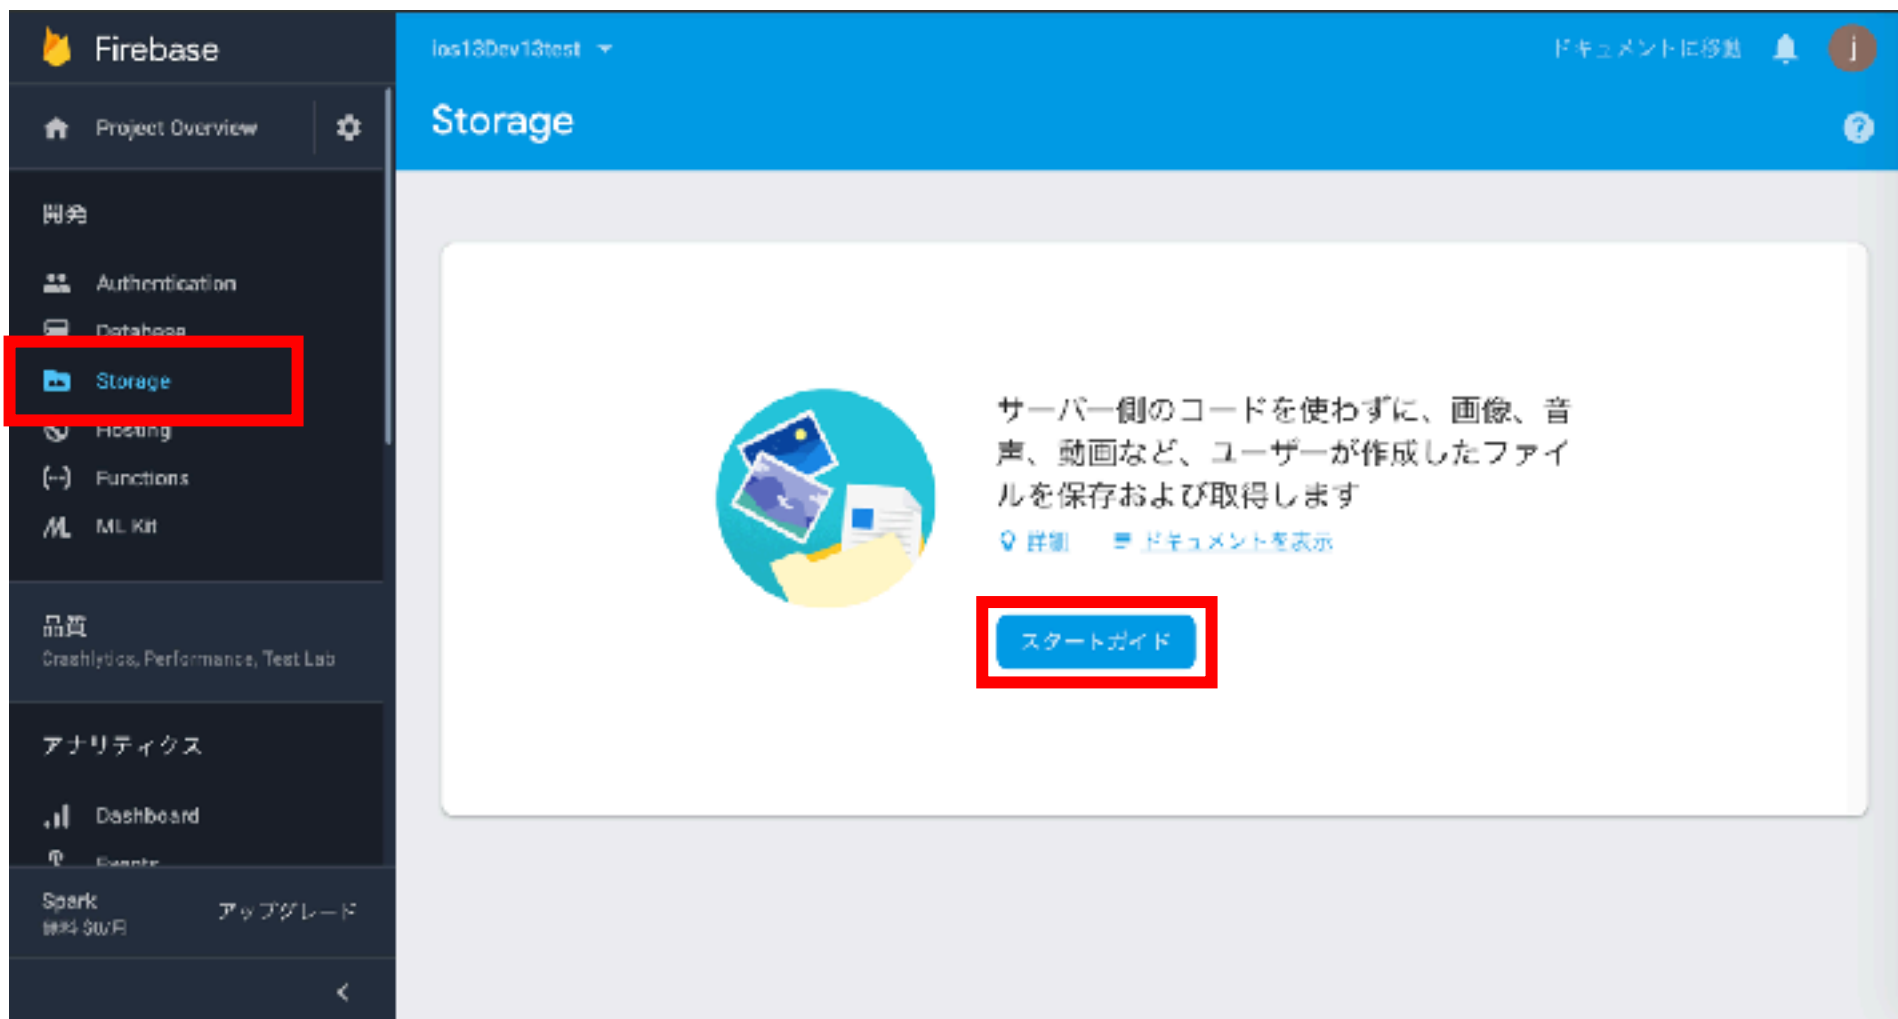 Firebase
ios13Dev13test
ドキュメントに移動
j
Project Overview
Storage
?
開発
Authentication
Database
Storage
Hosting
Functions
ML Kit
品質
Crashlytics, Performance, Test Lab
アナリティクス
Dashboard
Events
Spark
無料 $0/月
アップグレード
サーバー側のコードを使わずに、画像、音
声、動画など、ユーザーが作成したファイ
ルを保存および取得します
詳細
ドキュメントを表示
スタートガイド